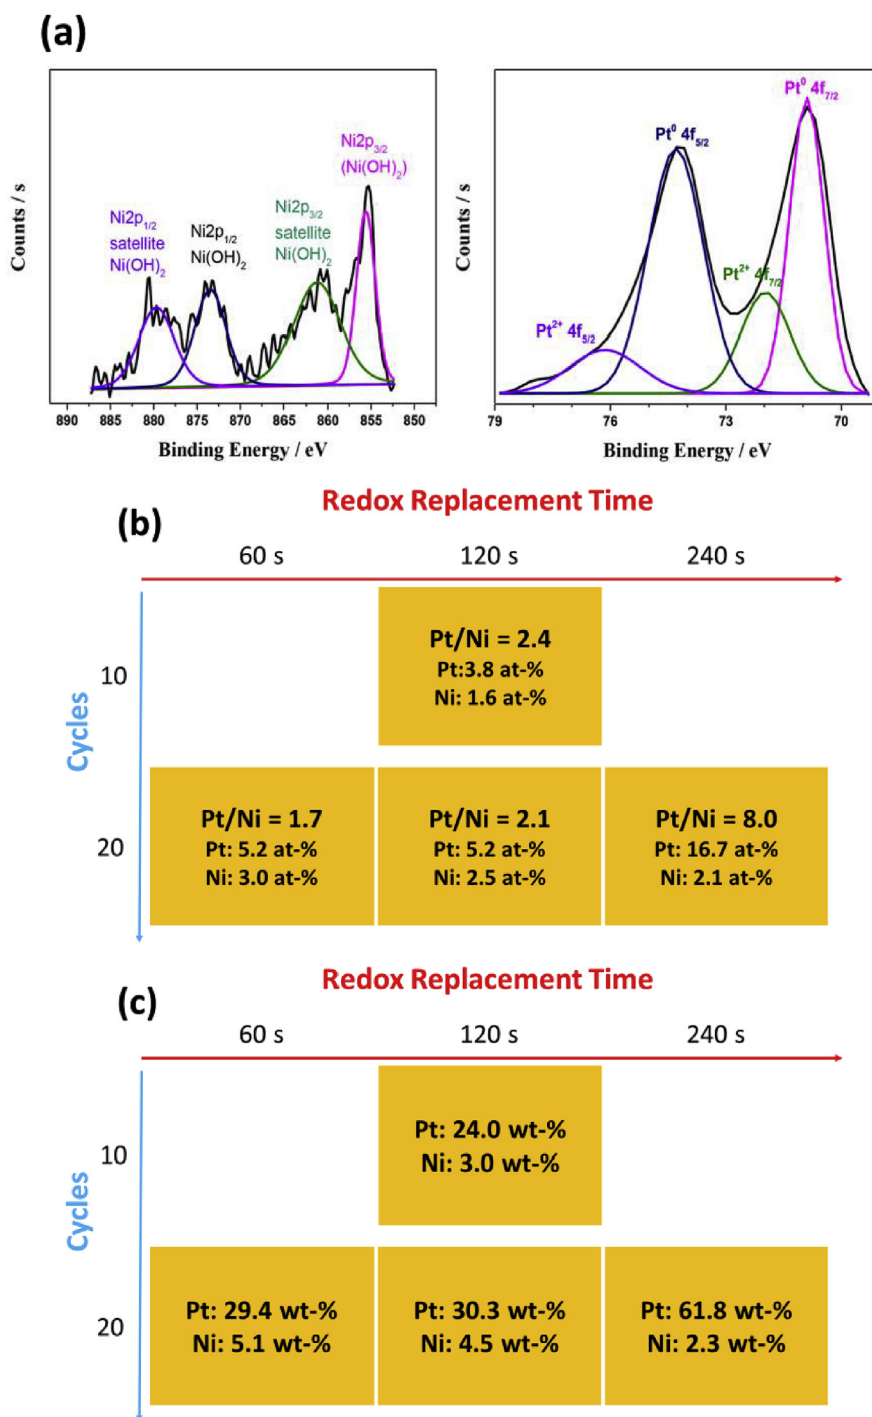 (a)
Ni2p3/2
(Ni(OH)2)
Ni2p3/2
satellite
Ni(OH)2
Ni2p1/2
Ni(OH)2
Ni2p1/2
satellite
Ni(OH)2
Counts / s
890 885 880 875 870 865 860 855 850
Binding Energy / eV
Pt0 4f7/2
Pt0 4f5/2
Pt2+ 4f7/2
Pt2+ 4f5/2
Counts / s
79 76 73 70
Binding Energy / eV
(b)
Redox Replacement Time
60 s 120 s 240 s
Cycles
10
Pt/Ni = 2.4
Pt:3.8 at-%
Ni: 1.6 at-%
20
Pt/Ni = 1.7
Pt: 5.2 at-%
Ni: 3.0 at-%
Pt/Ni = 2.1
Pt: 5.2 at-%
Ni: 2.5 at-%
Pt/Ni = 8.0
Pt: 16.7 at-%
Ni: 2.1 at-%
(c)
Redox Replacement Time
60 s 120 s 240 s
Cycles
10
Pt: 24.0 wt-%
Ni: 3.0 wt-%
20
Pt: 29.4 wt-%
Ni: 5.1 wt-%
Pt: 30.3 wt-%
Ni: 4.5 wt-%
Pt: 61.8 wt-%
Ni: 2.3 wt-%